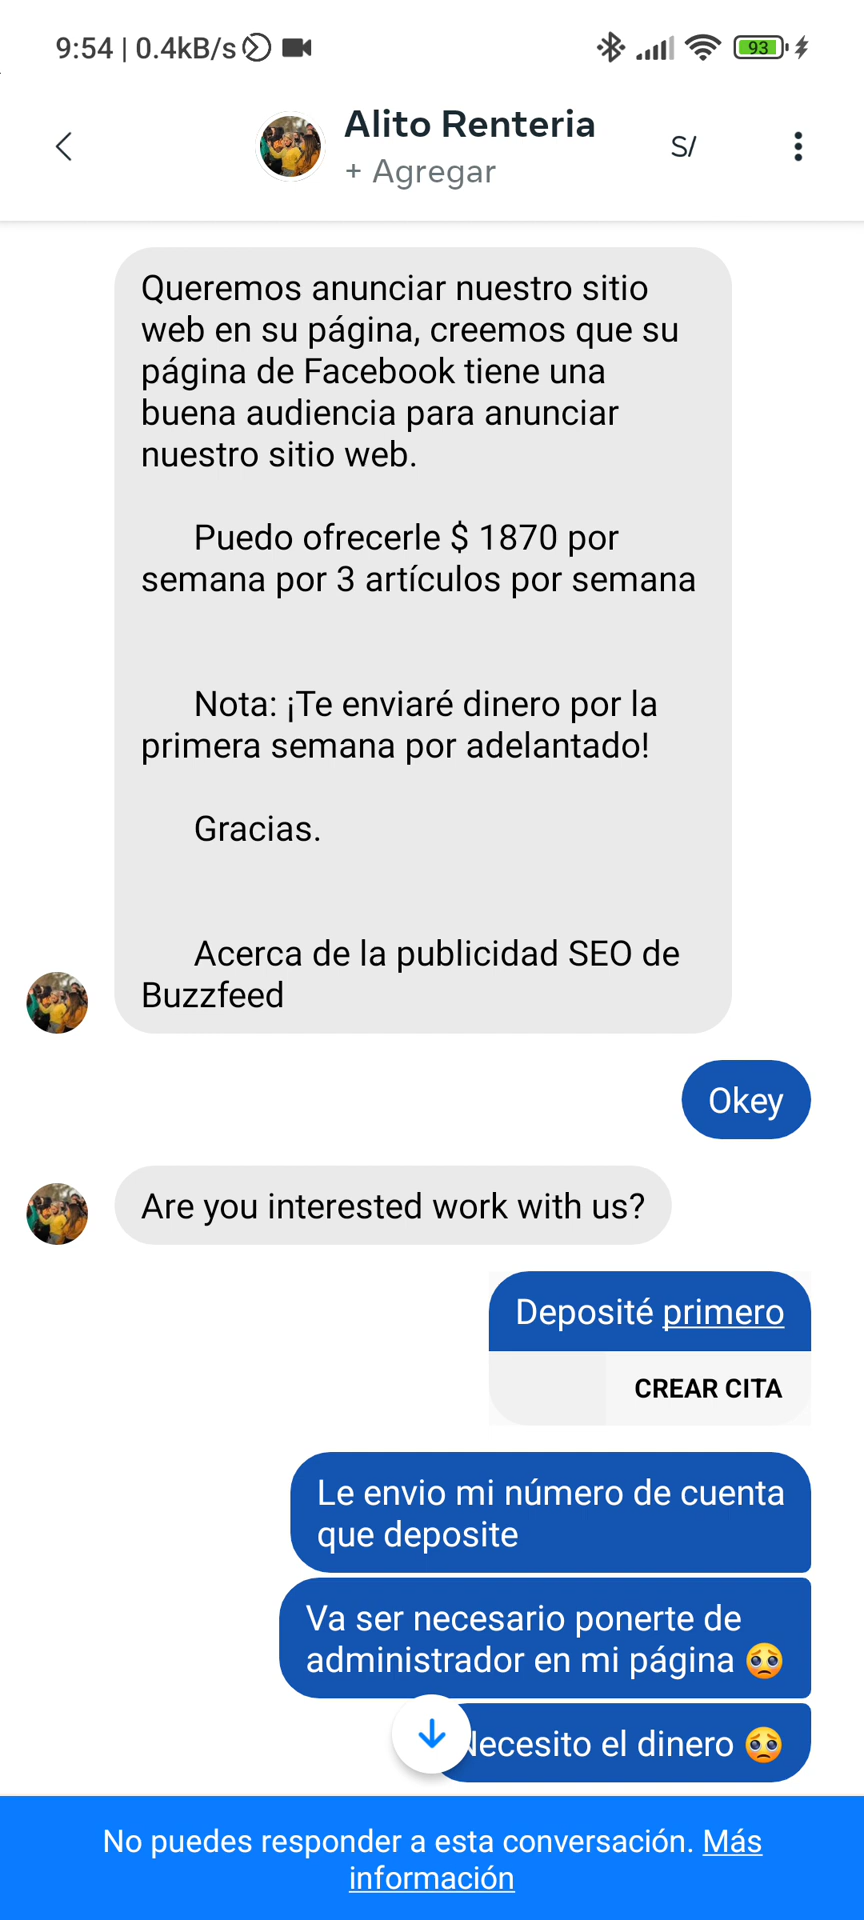 9:54 | 0.4kB/s
93
Alito Renteria
+ Agregar
S/
Queremos anunciar nuestro sitio
web en su página, creemos que su
página de Facebook tiene una
buena audiencia para anunciar
nuestro sitio web.
Puedo ofrecerle $ 1870 por
semana por 3 artículos por semana
Nota: ¡Te enviaré dinero por la
primera semana por adelantado!
Gracias.
Acerca de la publicidad SEO de
Buzzfeed
Okey
Are you interested work with us?
Deposité primero
CREAR CITA
Le envio mi número de cuenta
que deposite
Va ser necesario ponerte de
administrador en mi página 🥺
Necesito el dinero 🥺
No puedes responder a esta conversación. Más
información